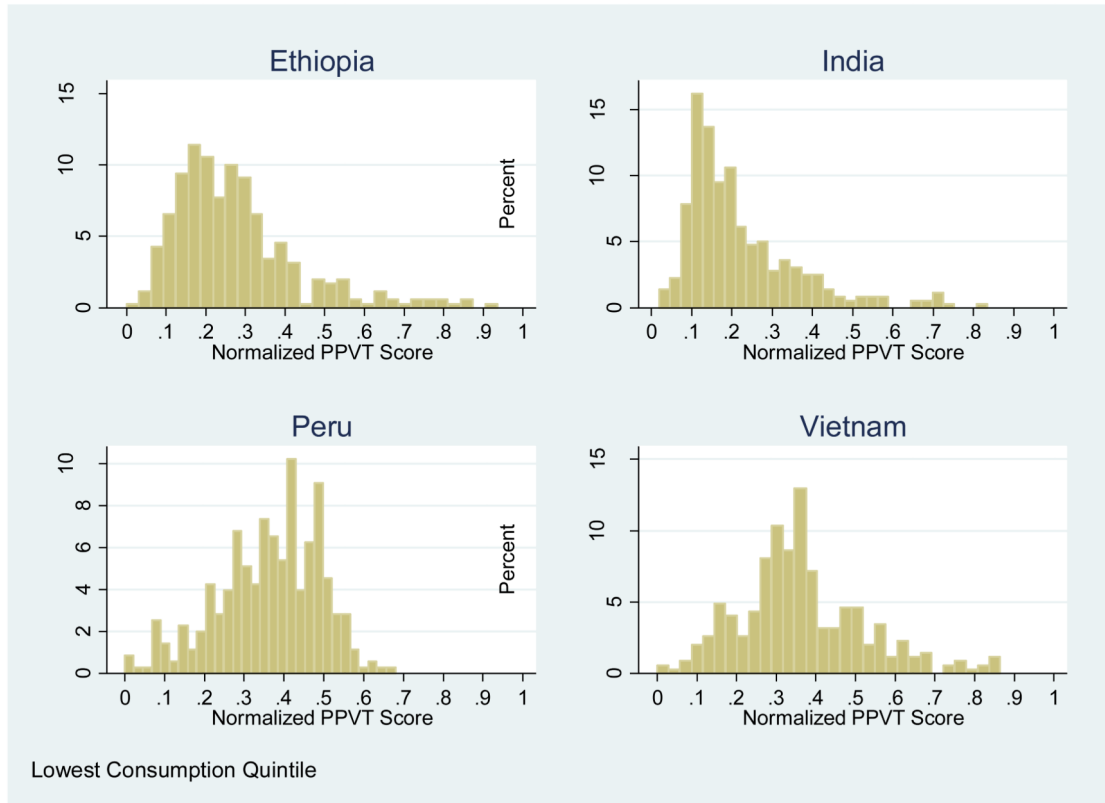 Ethiopia
15
10
5
0
0 .1 .2 .3 .4 .5 .6 .7 .8 .9 1
Normalized PPVT Score
India
Percent
15
10
5
0
0 .1 .2 .3 .4 .5 .6 .7 .8 .9 1
Normalized PPVT Score
Peru
10
8
6
4
2
0
0 .1 .2 .3 .4 .5 .6 .7 .8 .9 1
Normalized PPVT Score
Vietnam
Percent
15
10
5
0
0 .1 .2 .3 .4 .5 .6 .7 .8 .9 1
Normalized PPVT Score
Lowest Consumption Quintile